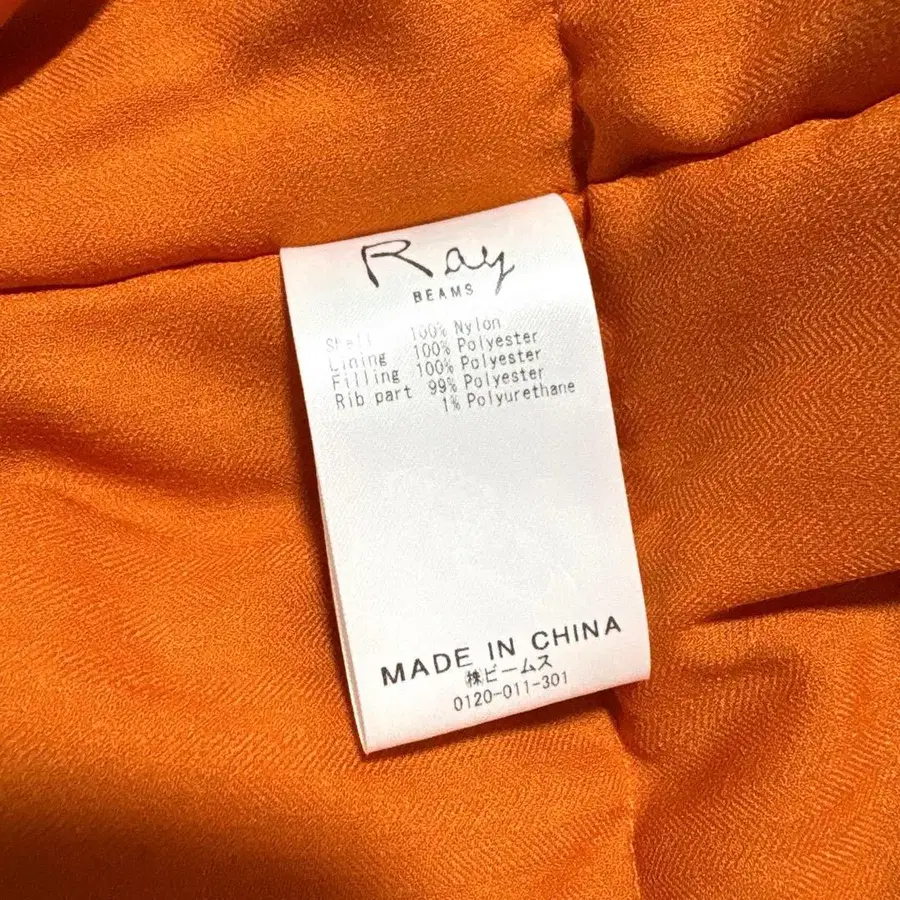 Ray
BEAMS
Shell 100% Nylon
Lining 100% Polyester
Filling 100% Polyester
Rib part 99% Polyester
1% Polyurethane
MADE IN CHINA
㈱ビームス
0120-011-301